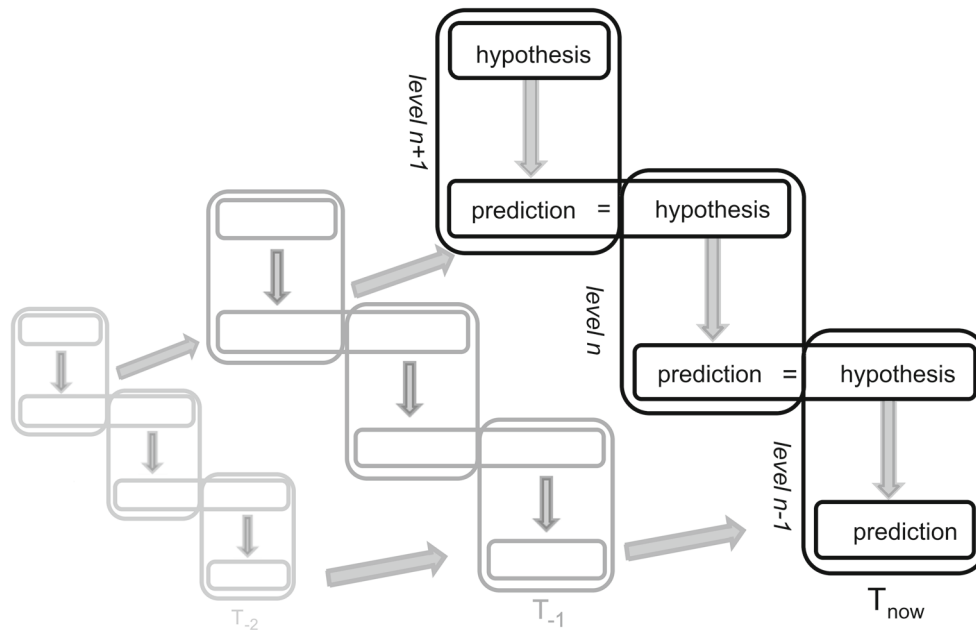 hypothesis
level n+1
prediction = hypothesis
level n
prediction = hypothesis
level n-1
prediction
T-2
T-1
Tnow